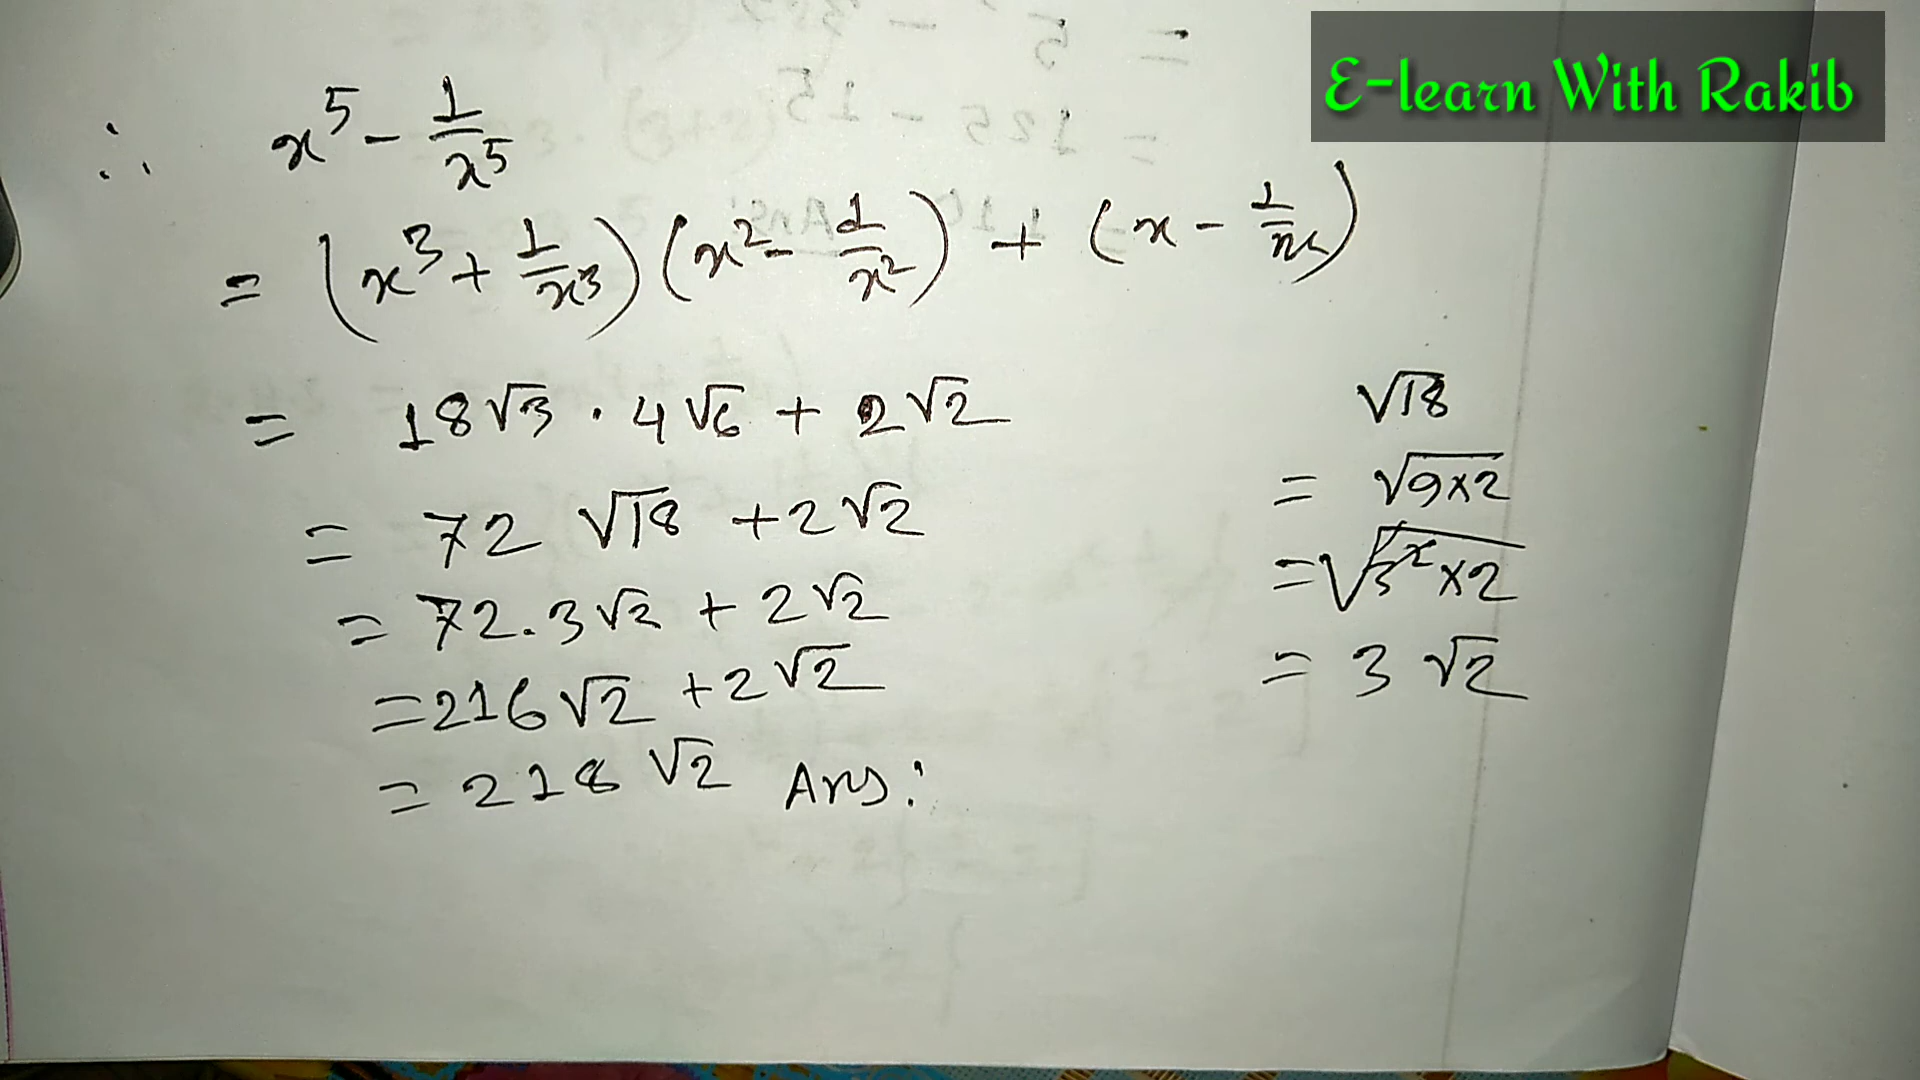 E-learn With Rakib
∴ x⁵ - 1/x⁵
= (x³ + 1/x³) (x² - 1/x²) + (x - 1/x)
= 18√3 · 4√6 + 2√2
= 72 √18 + 2√2
= 72.3√2 + 2√2
= 216√2 + 2√2
= 218√2 Ans:
√18
= √9×2
= √3²×2
= 3√2